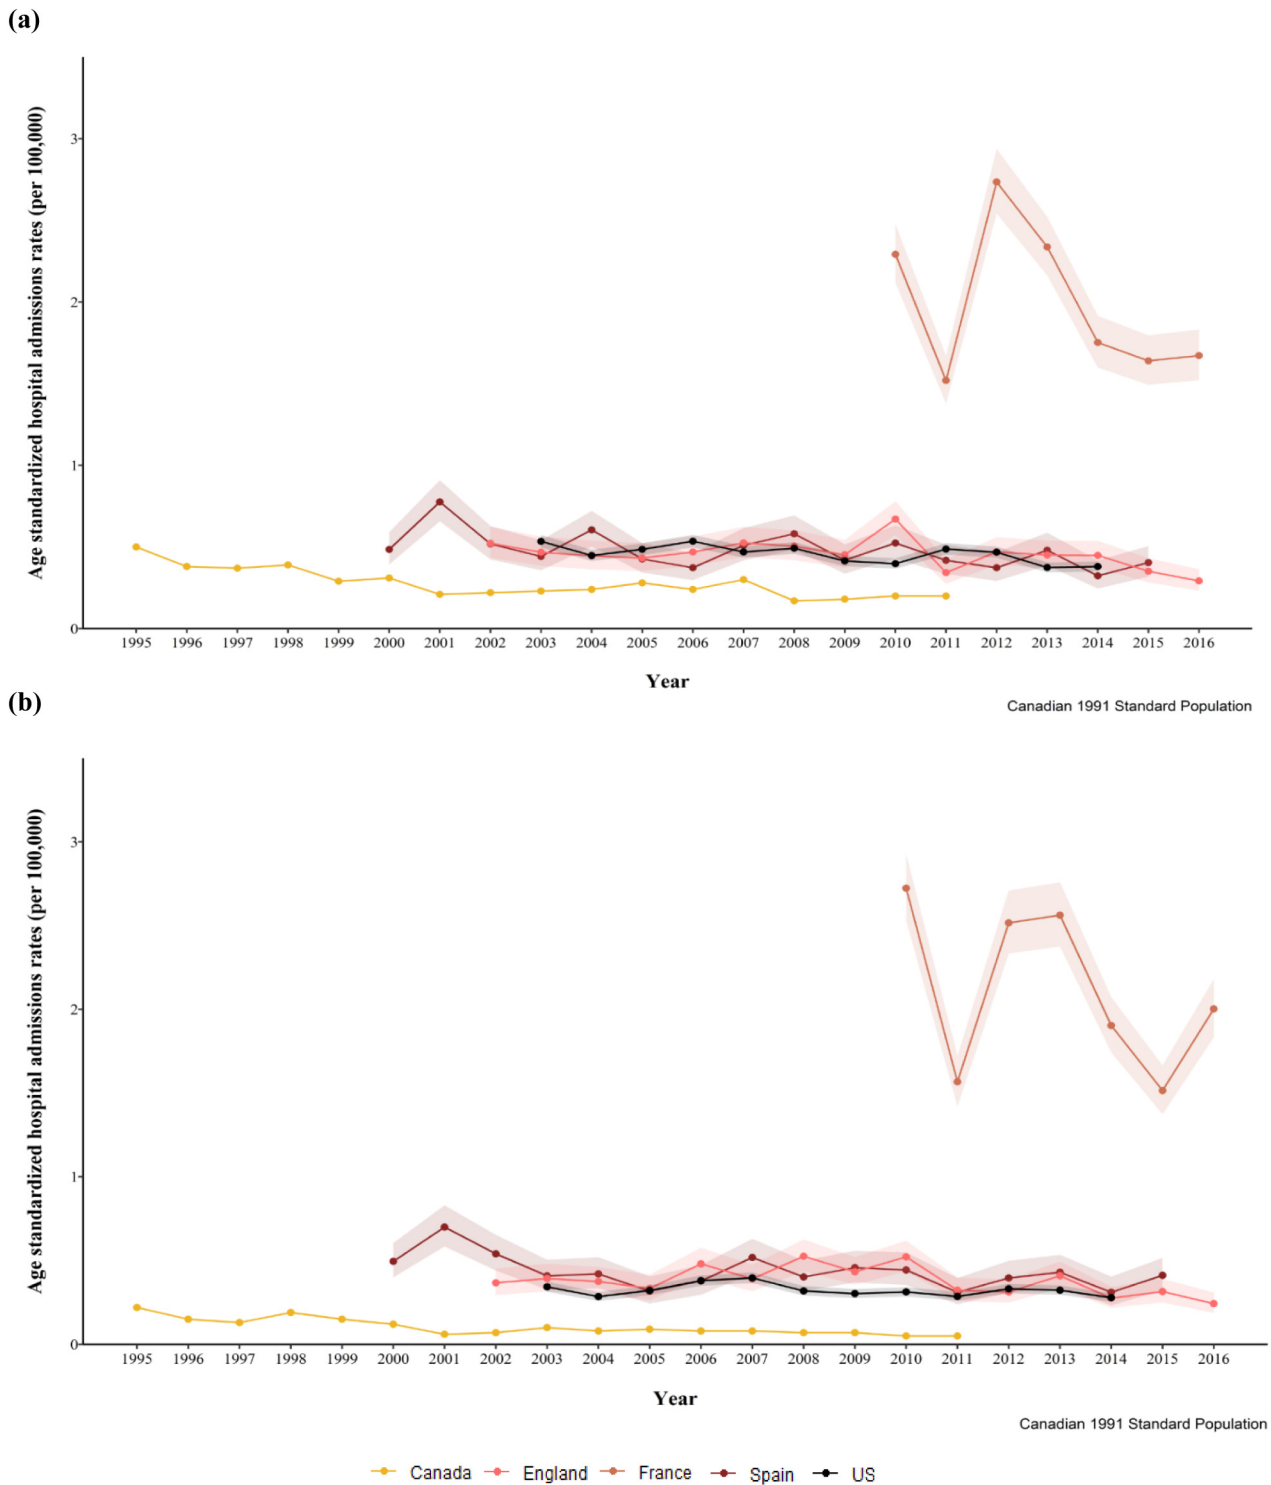 (a)
Age standardized hospital admissions rates (per 100,000)
3
2
1
0
1995 1996 1997 1998 1999 2000 2001 2002 2003 2004 2005 2006 2007 2008 2009 2010 2011 2012 2013 2014 2015 2016
Year
Canadian 1991 Standard Population
(b)
Age standardized hospital admissions rates (per 100,000)
3
2
1
0
1995 1996 1997 1998 1999 2000 2001 2002 2003 2004 2005 2006 2007 2008 2009 2010 2011 2012 2013 2014 2015 2016
Year
Canadian 1991 Standard Population
Canada England France Spain US